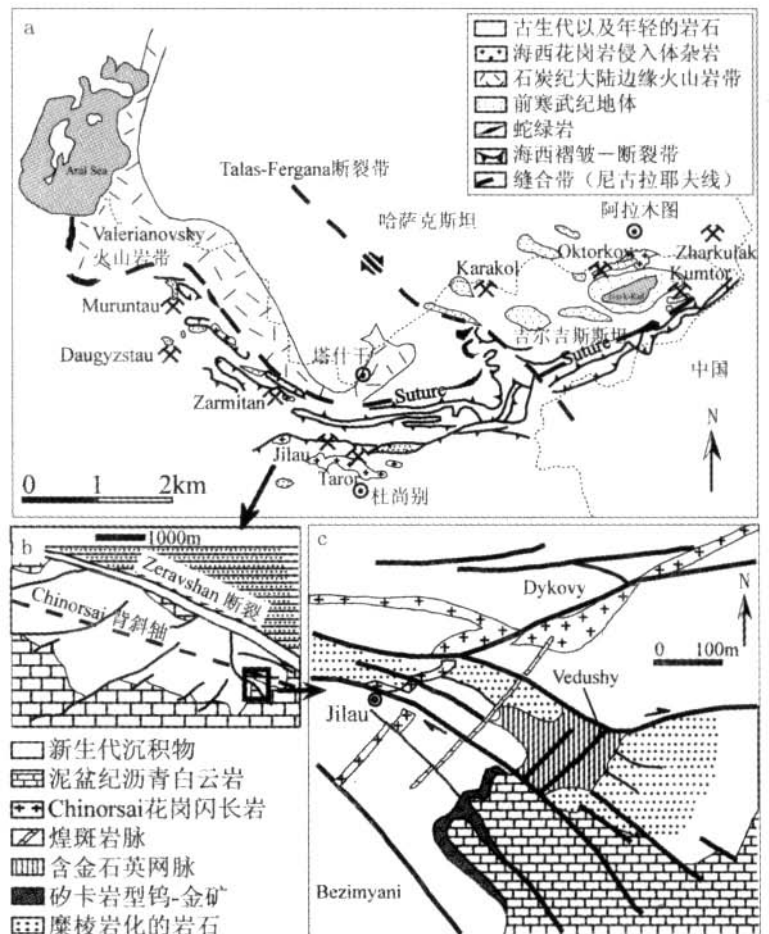 a
古生代以及年轻的岩石
海西花岗岩侵入体杂岩
石炭纪大陆边缘火山岩带
前寒武纪地体
蛇绿岩
海西褶皱－断裂带
缝合带（尼古拉耶夫线）
Aral Sea
Talas-Fergana断裂带
哈萨克斯坦
阿拉木图
Valerianovsky
火山岩带
Karakol
Oktorkoy
Zharkulak
Kumtor
Muruntau
吉尔吉斯斯坦
Daugyzstau
塔什干
Suture
Suture
中国
Zarmitan
N
Jilau
Taror
杜尚别
0 1 2km
b
1000m
Zeravshan 断裂
Chinorsai 背斜轴
c
Dykovy
N
0 100m
Vedushy
Jilau
Bezimyani
新生代沉积物
泥盆纪沥青白云岩
Chinorsai花岗闪长岩
煌斑岩脉
含金石英网脉
矽卡岩型钨-金矿
糜棱岩化的岩石